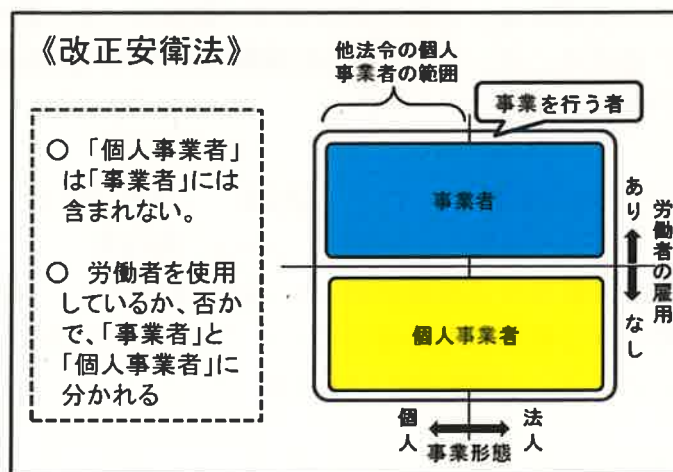 《改正安衛法》
○ 「個人事業者」
は「事業者」には
含まれない。
○ 労働者を使用
しているか、否か
で、「事業者」と
「個人事業者」に
分かれる
他法令の個人
事業者の範囲
事業を行う者
事業者
個人事業者
あり
なし
労働者の雇用
個人
法人
事業形態